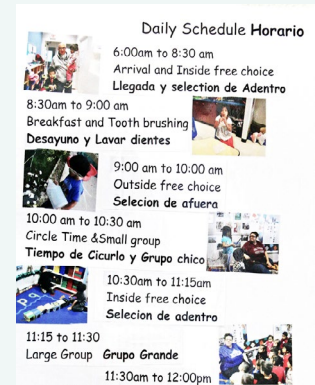 Daily Schedule Horario
6:00am to 8:30 am
Arrival and Inside free choice
Llegada y selection de Adentro
8:30am to 9:00 am
Breakfast and Tooth brushing
Desayuno y Lavar dientes
9:00 am to 10:00 am
Outside free choice
Selecion de afuera
10:00 am to 10:30 am
Circle Time &Small group
Tiempo de Cicurlo y Grupo chico
10:30am to 11:15am
Inside free choice
Selecion de adentro
11:15 to 11:30
Large Group Grupo Grande
11:30am to 12:00pm